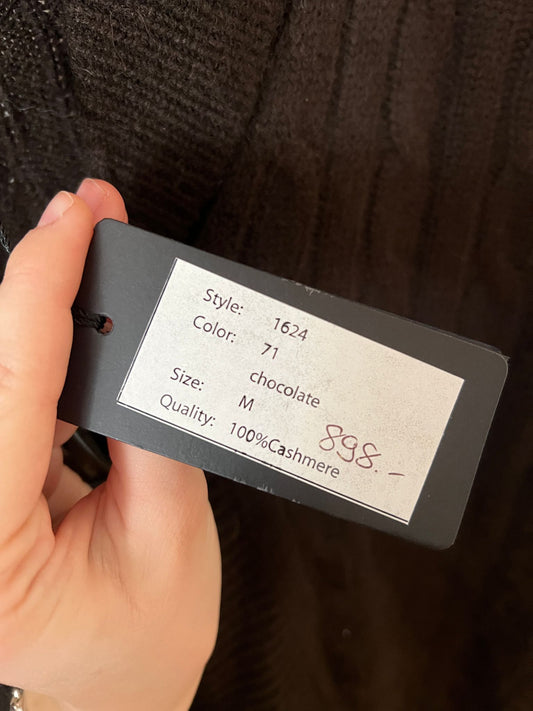 Style: 1624
Color: 71
chocolate
Size: M
Quality: 100%Cashmere
898.-